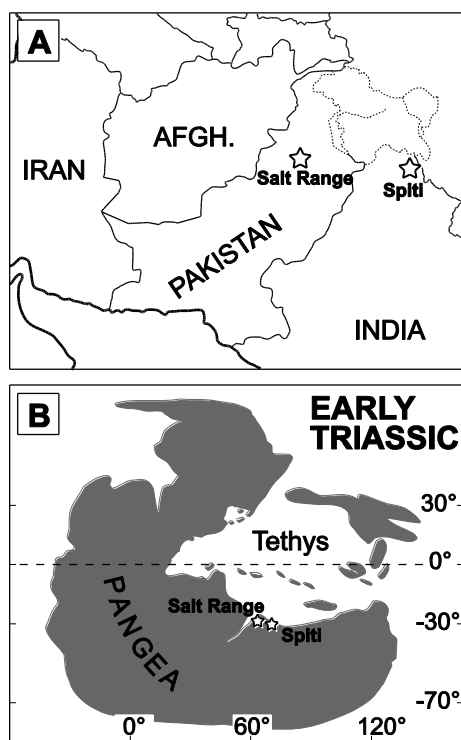 A
AFGH.
IRAN
Salt Range
Spiti
PAKISTAN
INDIA
B
EARLY
TRIASSIC
30°
Tethys
0°
PANGEA
Salt Range
-30°
Spiti
-70°
0°
60°
120°